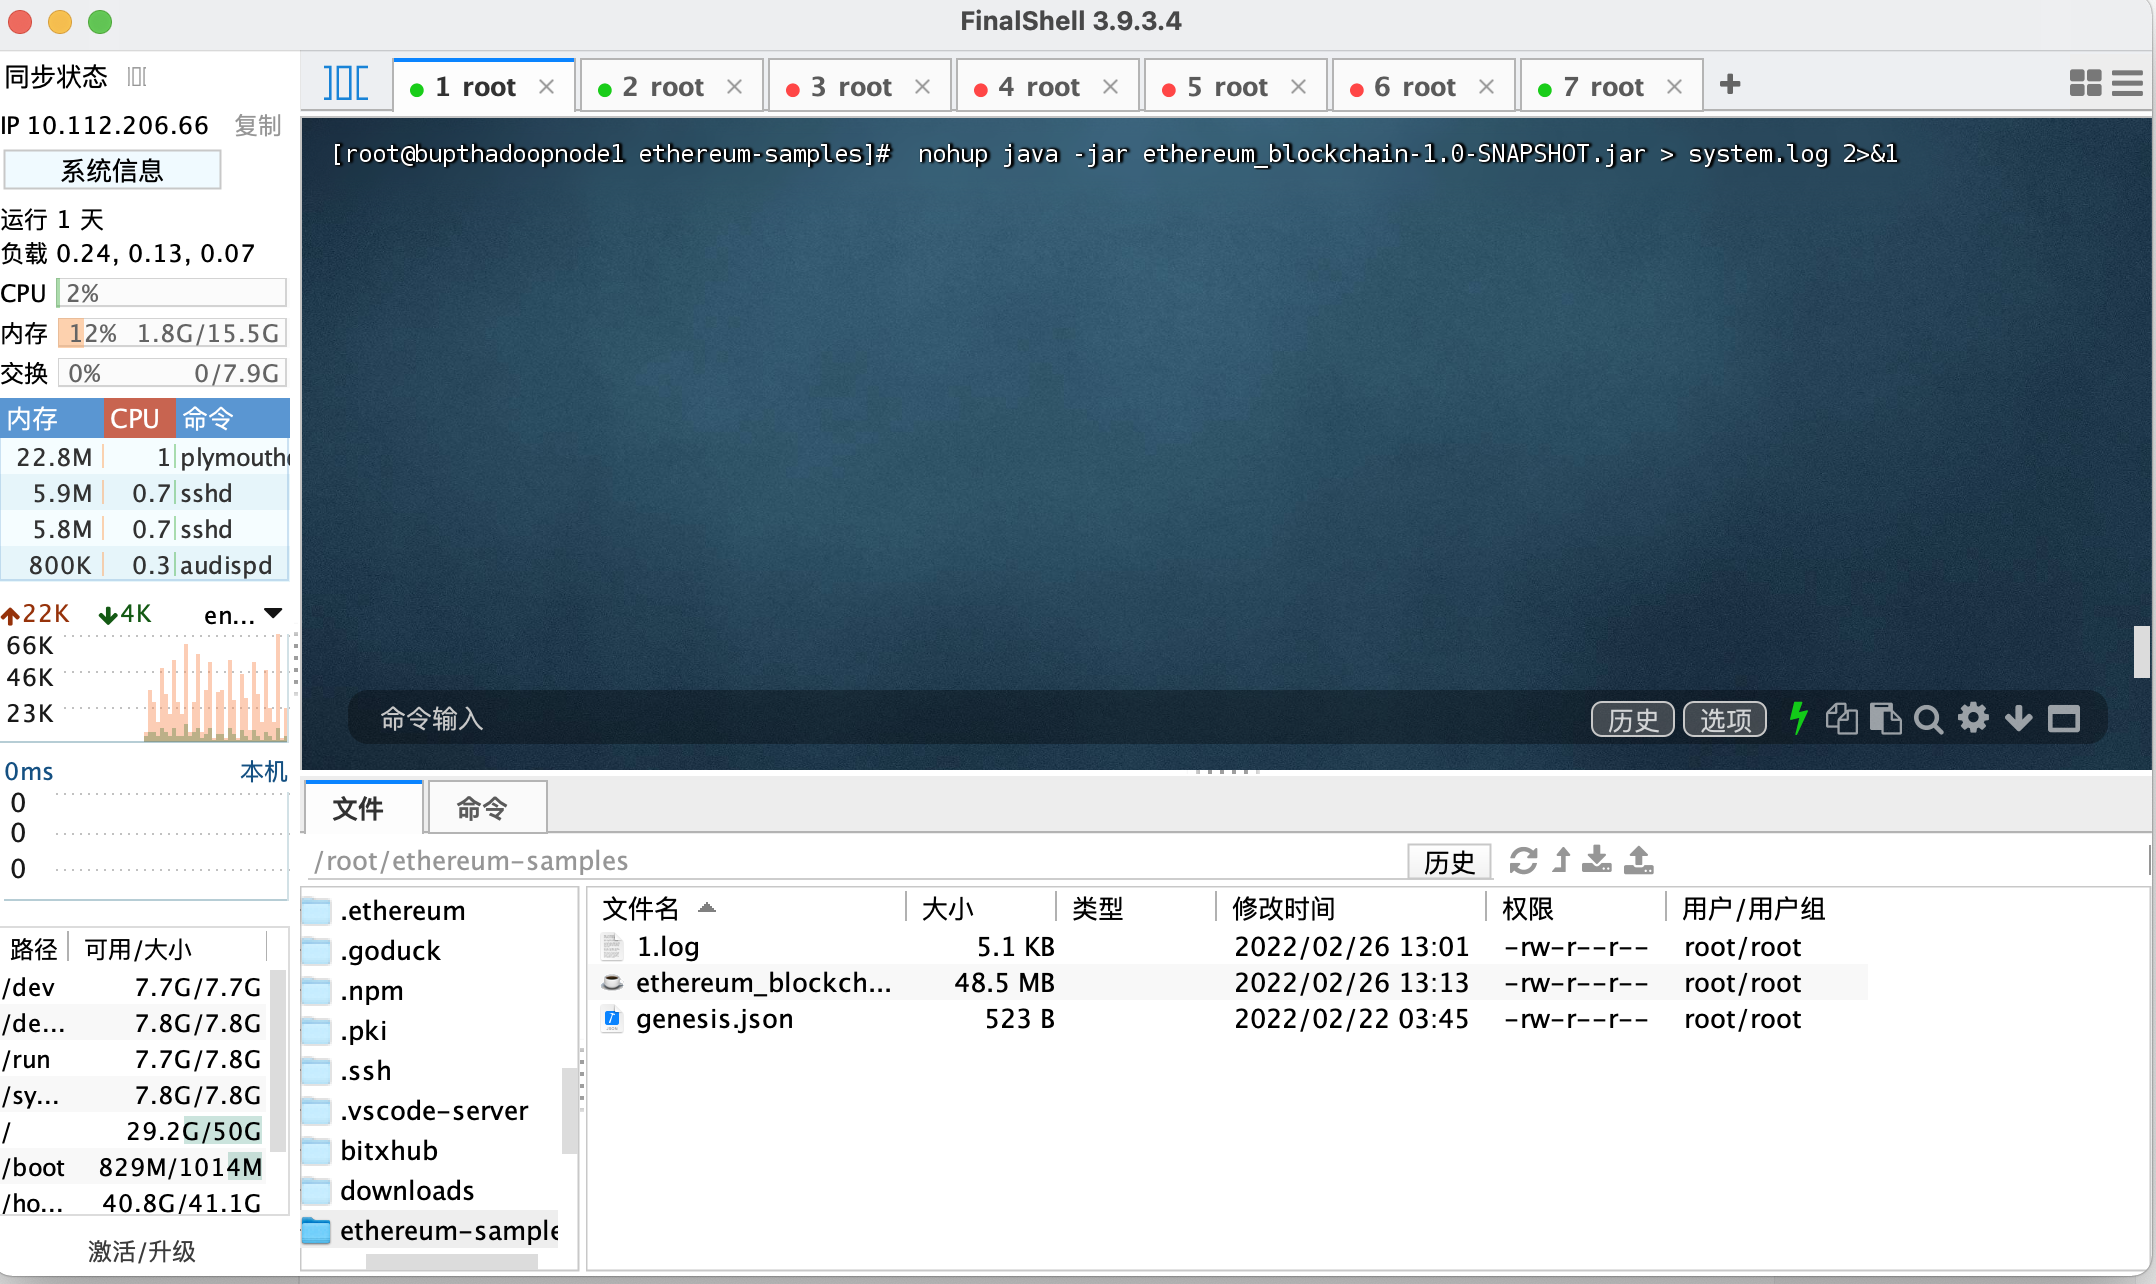 FinalShell 3.9.3.4
同步状态
IP 10.112.206.66 复制
系统信息
运行 1 天
负载 0.24, 0.13, 0.07
CPU 2%
内存 12% 1.8G/15.5G
交换 0% 0/7.9G
内存 CPU 命令
22.8M 1 plymouth
5.9M 0.7 sshd
5.8M 0.7 sshd
800K 0.3 audispd
22K 4K en...
66K
46K
23K
0ms 本机
0
0
0
路径 可用/大小
/dev 7.7G/7.7G
/de... 7.8G/7.8G
/run 7.7G/7.8G
/sy... 7.8G/7.8G
/ 29.2G/50G
/boot 829M/1014M
/ho... 40.8G/41.1G
激活/升级
1 root 2 root 3 root 4 root 5 root 6 root 7 root
[root@bupthadoopnode1 ethereum-samples]# nohup java -jar ethereum_blockchain-1.0-SNAPSHOT.jar > system.log 2>&1
命令输入 历史 选项
文件 命令
/root/ethereum-samples 历史
.ethereum
.goduck
.npm
.pki
.ssh
.vscode-server
bitxhub
downloads
ethereum-sample
文件名 大小 类型 修改时间 权限 用户/用户组
1.log 5.1 KB 2022/02/26 13:01 -rw-r--r-- root/root
ethereum_blockch... 48.5 MB 2022/02/26 13:13 -rw-r--r-- root/root
genesis.json 523 B 2022/02/22 03:45 -rw-r--r-- root/root